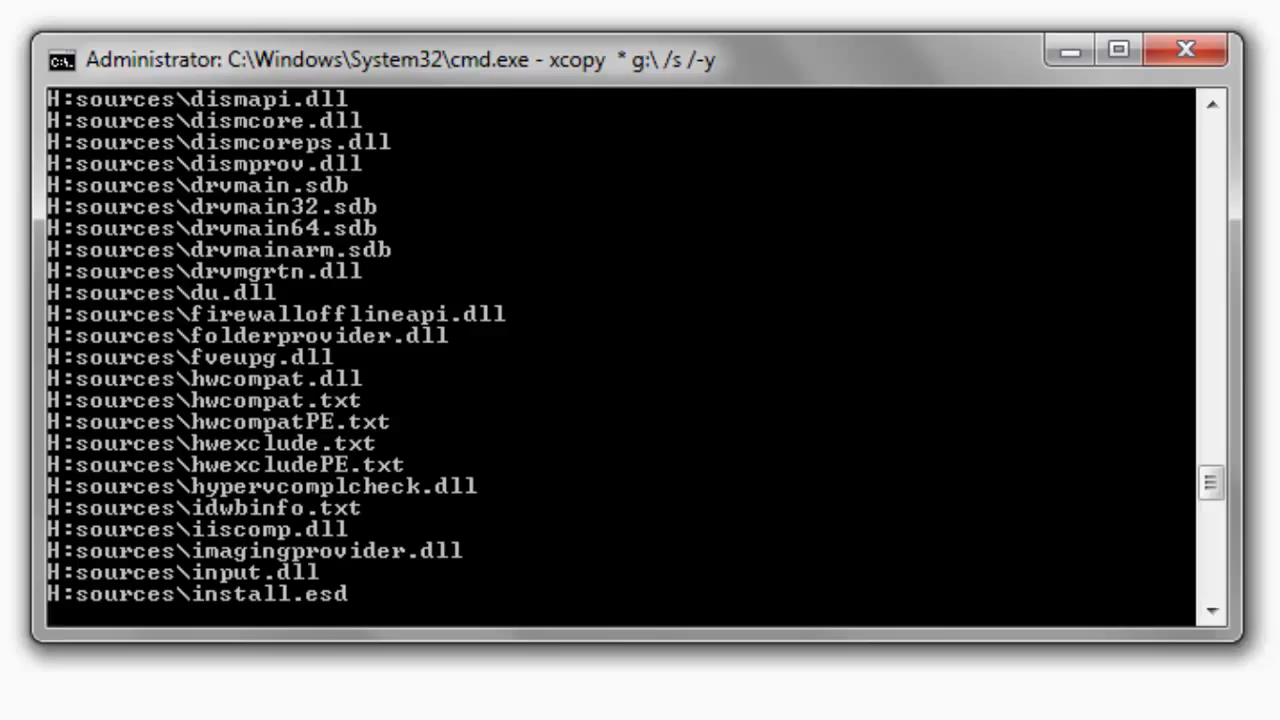 Administrator: C:\Windows\System32\cmd.exe - xcopy  * g:\ /s /-y
H:sources\dismapi.dll
H:sources\dismcore.dll
H:sources\dismcoreps.dll
H:sources\dismprov.dll
H:sources\drvmain.sdb
H:sources\drvmain32.sdb
H:sources\drvmain64.sdb
H:sources\drvmainarm.sdb
H:sources\drvmgrtn.dll
H:sources\du.dll
H:sources\firewallofflineapi.dll
H:sources\folderprovider.dll
H:sources\fveupg.dll
H:sources\hwcompat.dll
H:sources\hwcompat.txt
H:sources\hwcompatPE.txt
H:sources\hwexclude.txt
H:sources\hwexcludePE.txt
H:sources\hypervcomplcheck.dll
H:sources\idwbinfo.txt
H:sources\iiscomp.dll
H:sources\imagingprovider.dll
H:sources\input.dll
H:sources\install.esd